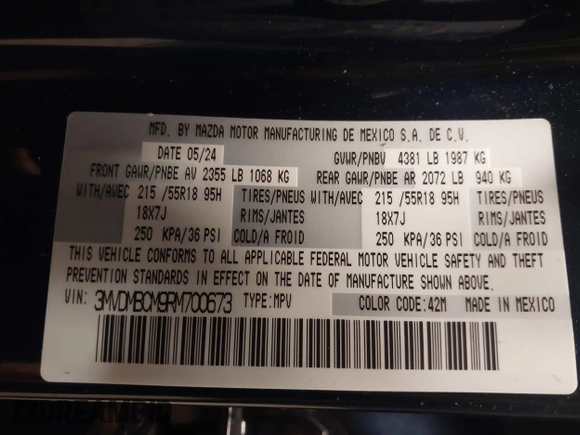 MFD. BY MAZDA MOTOR MANUFACTURING DE MEXICO S.A. DE C.V.
DATE 05/24 GVWR/PNBV 4381 LB 1987 KG
FRONT GAWR/PNBE AV 2355 LB 1068 KG REAR GAWR/PNBE AR 2072 LB 940 KG
WITH/AVEC 215 /55R18 95H TIRES/PNEUS WITH/AVEC 215 /55R18 95H TIRES/PNEUS
18X7J RIMS/JANTES 18X7J RIMS/JANTES
250 KPA/36 PSI COLD/A FROID 250 KPA/36 PSI COLD/A FROID
THIS VEHICLE CONFORMS TO ALL APPLICABLE FEDERAL MOTOR VEHICLE SAFETY AND THEFT
PREVENTION STANDARDS IN EFFECT ON THE DATE OF MANUFACTURE SHOWN ABOVE.
VIN: 3MVDMBCM9RM700673 TYPE:MPV COLOR CODE:42M MADE IN MEXICO
DREAMBID